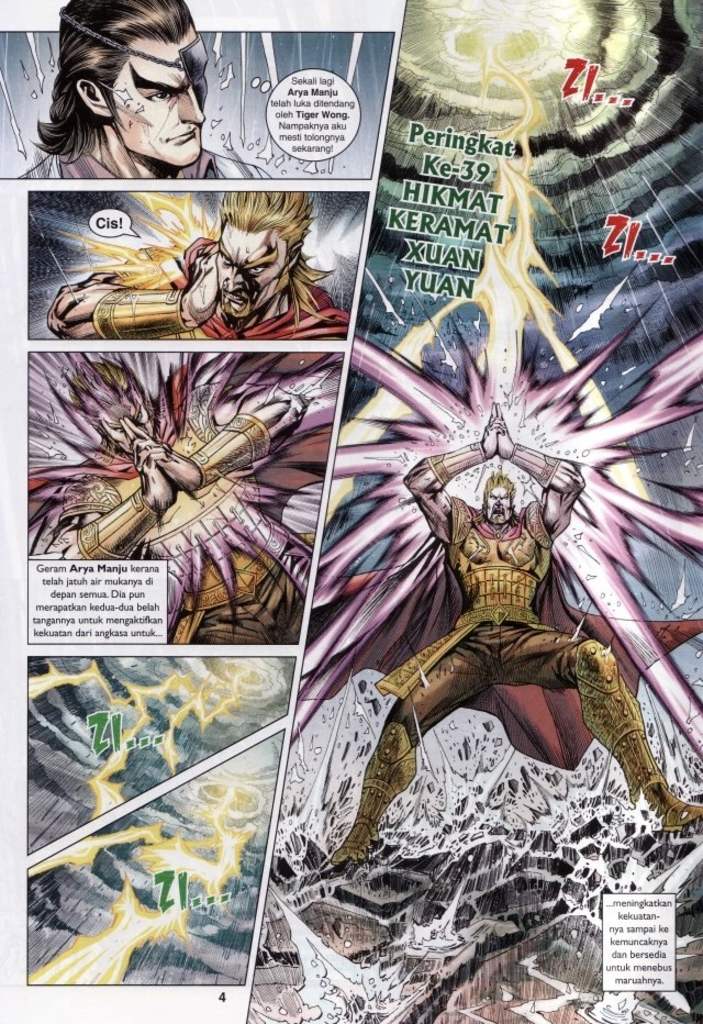 Sekali lagi
Arya Manju
telah luka ditendang
oleh Tiger Wong.
Nampaknya aku
mesti tolongnya
sekarang!
Cis!
Geram Arya Manju kerana
telah jatuh air mukanya di
depan semua. Dia pun
merapatkan kedua-dua belah
tangannya untuk mengaktifkan
kekuatan dari angkasa untuk...
ZI...
ZI...
ZI...
Peringkat
Ke-39
HIKMAT
KERAMAT
XUAN
YUAN
ZI...
...meningkatkan
kekuatan-
nya sampai ke
kemuncaknya
dan bersedia
untuk menebus
maruahnya.
4